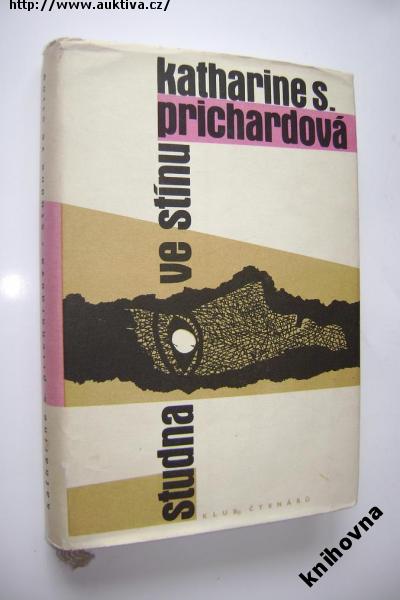 http://www.auktiva.cz/
katharine s.
prichardová
studna ve stínu
KLUB ČTENÁŘŮ
knihovna